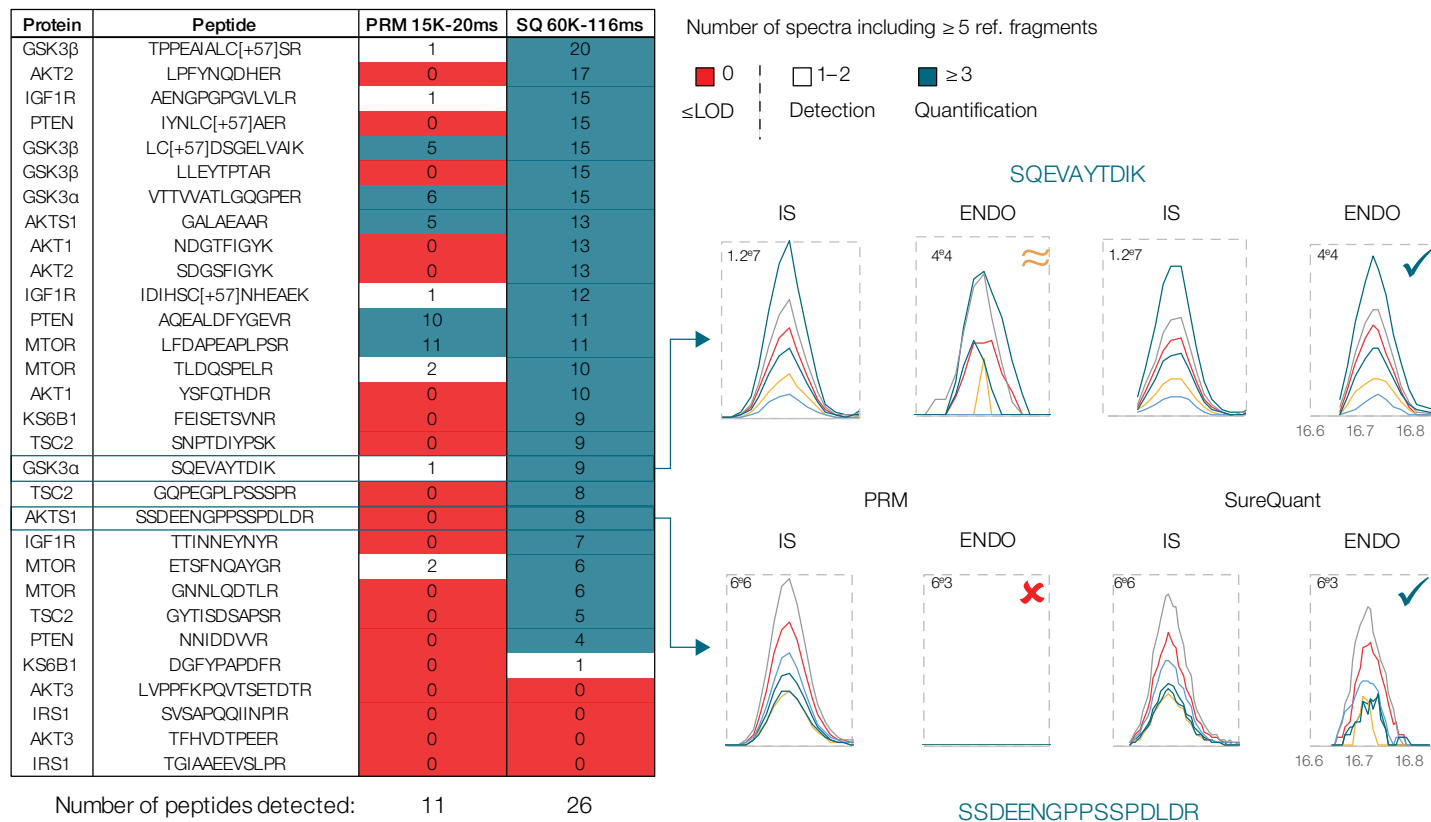 Protein Peptide PRM 15K-20ms SQ 60K-116ms
GSK3β TPPEAIALC[+57]SR 1 20
AKT2 LPFYNQDHER 0 17
IGF1R AENGPGPGVLVLR 1 15
PTEN IYNLC[+57]AER 0 15
GSK3β LC[+57]DSGELVAIK 5 15
GSK3β LLEYTPTAR 0 15
GSK3α VTTVVATLGQGPER 6 15
AKTS1 GALAEAAR 5 13
AKT1 NDGTFIGYK 0 13
AKT2 SDGSFIGYK 0 13
IGF1R IDIHSC[+57]NHEAEK 1 12
PTEN AQEALDFYGEVR 10 11
MTOR LFDAPEAPLPSR 11 11
MTOR TLDQSPELR 2 10
AKT1 YSFQTHDR 0 10
KS6B1 FEISETSVNR 0 9
TSC2 SNPTDIYPSK 0 9
GSK3α SQEVAYTDIK 1 9
TSC2 GQPEGPLPSSSPR 0 8
AKTS1 SSDEENGPPSSPDLDR 0 8
IGF1R TTINNEYNYR 0 7
MTOR ETSFNQAYGR 2 6
MTOR GNNLQDTLR 0 6
TSC2 GYTISDSAPSR 0 5
PTEN NNIDDVVR 0 4
KS6B1 DGFYPAPDFR 0 1
AKT3 LVPPFKPQVTSETDTR 0 0
IRS1 SVSAPQQIINPIR 0 0
AKT3 TFHVDTPEER 0 0
IRS1 TGIAAEEVSLPR 0 0
Number of peptides detected: 11 26
Number of spectra including ≥ 5 ref. fragments
0 1–2 ≥ 3
≤LOD Detection Quantification
SQEVAYTDIK
IS ENDO IS ENDO
1.2e7 4e4 1.2e7 4e4
16.6 16.7 16.8
PRM SureQuant
IS ENDO IS ENDO
6e6 6e3 6e6 6e3
16.6 16.7 16.8
SSDEENGPPSSPDLDR